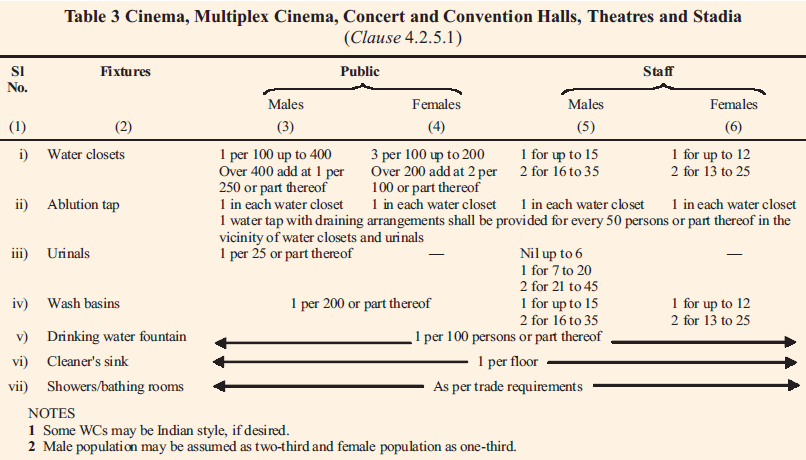 Table 3 Cinema, Multiplex Cinema, Concert and Convention Halls, Theatres and Stadia
(Clause 4.2.5.1)
Sl No. Fixtures Public Staff
Males Females Males Females
(1) (2) (3) (4) (5) (6)
i) Water closets 1 per 100 up to 400 3 per 100 up to 200 1 for up to 15 1 for up to 12
Over 400 add at 1 per Over 200 add at 2 per 2 for 16 to 35 2 for 13 to 25
250 or part thereof 100 or part thereof
ii) Ablution tap 1 in each water closet 1 in each water closet 1 in each water closet 1 in each water closet
1 water tap with draining arrangements shall be provided for every 50 persons or part thereof in the
vicinity of water closets and urinals
iii) Urinals 1 per 25 or part thereof — Nil up to 6 —
1 for 7 to 20
2 for 21 to 45
iv) Wash basins 1 per 200 or part thereof 1 for up to 15 1 for up to 12
2 for 16 to 35 2 for 13 to 25
v) Drinking water fountain 1 per 100 persons or part thereof
vi) Cleaner's sink 1 per floor
vii) Showers/bathing rooms As per trade requirements
NOTES
1 Some WCs may be Indian style, if desired.
2 Male population may be assumed as two-third and female population as one-third.